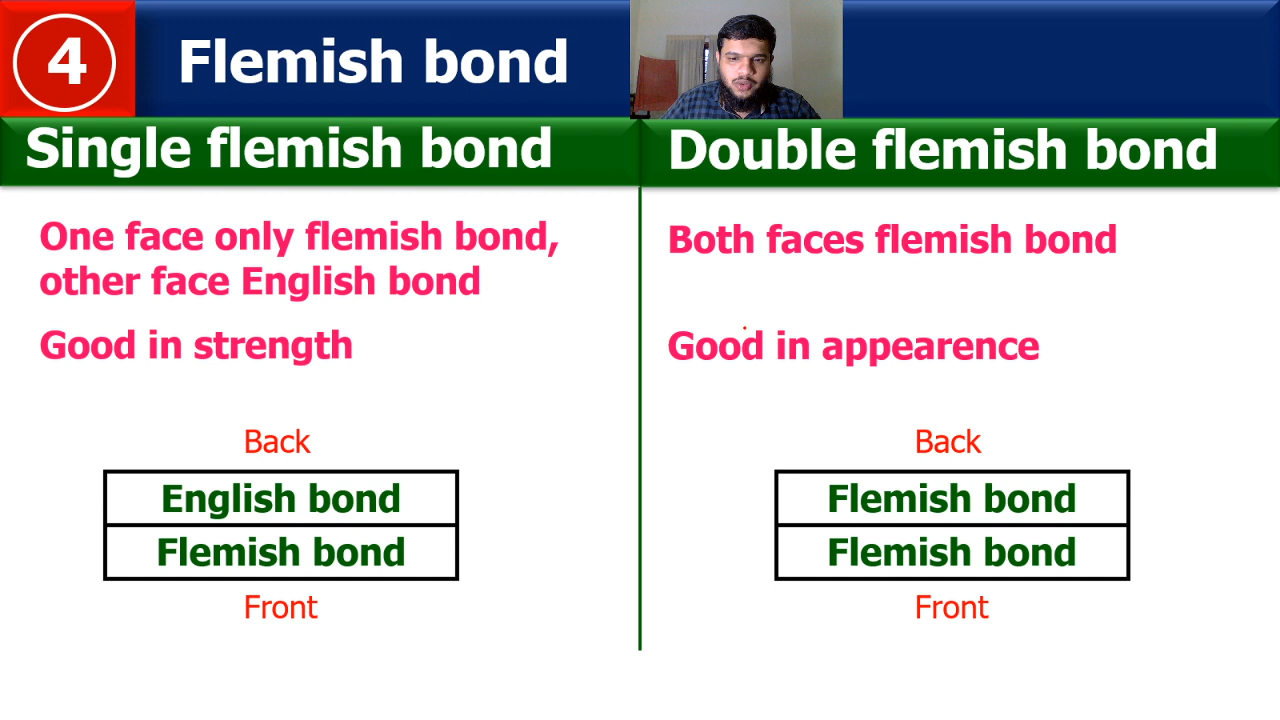 4
Flemish bond
Single flemish bond
One face only flemish bond,
other face English bond
Good in strength
Back
English bond
Flemish bond
Front
Double flemish bond
Both faces flemish bond
Good in appearence
Back
Flemish bond
Flemish bond
Front